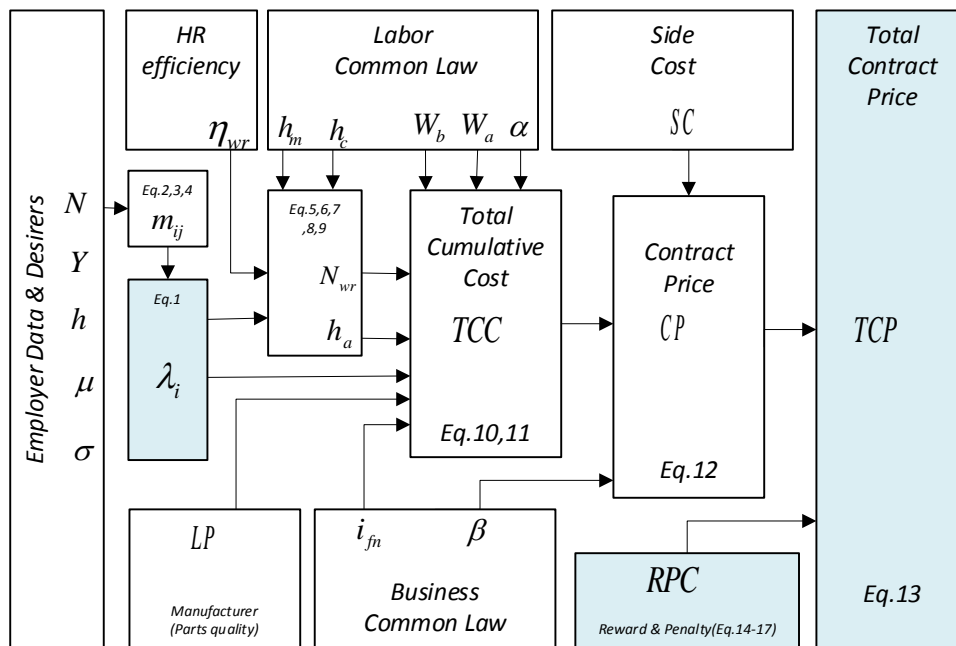 Employer Data & Desirers
N
Y
h
μ
σ
HR
efficiency
η_wr
Labor
Common Law
h_m h_c W_b W_a α
Side
Cost
SC
Total
Contract
Price
TCP
Eq.13
Eq.2,3,4
m_ij
Eq.1
λ_i
Eq.5,6,7
,8,9
N_wr
h_a
Total
Cumulative
Cost
TCC
Eq.10,11
Contract
Price
CP
Eq.12
LP
Manufacturer
(Parts quality)
i_fn β
Business
Common Law
RPC
Reward & Penalty(Eq.14-17)